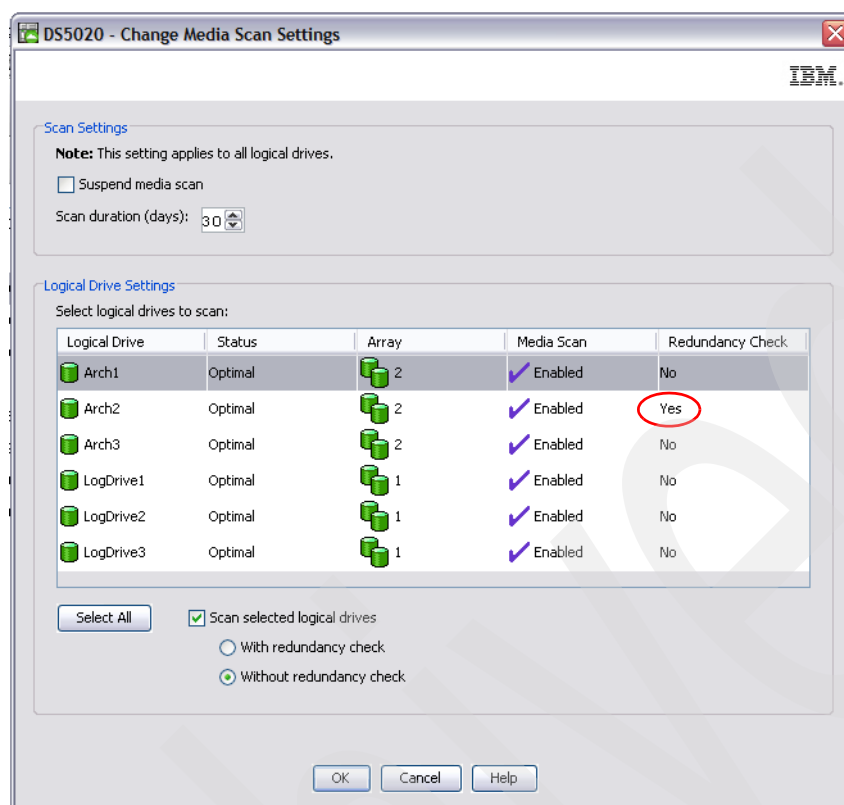 DS5020 - Change Media Scan Settings
IBM.
Scan Settings
Note: This setting applies to all logical drives.
Suspend media scan
Scan duration (days): 30
Logical Drive Settings
Select logical drives to scan:
Logical Drive Status Array Media Scan Redundancy Check
Arch1 Optimal 2 Enabled No
Arch2 Optimal 2 Enabled Yes
Arch3 Optimal 2 Enabled No
LogDrive1 Optimal 1 Enabled No
LogDrive2 Optimal 1 Enabled No
LogDrive3 Optimal 1 Enabled No
Select All Scan selected logical drives
With redundancy check
Without redundancy check
OK Cancel Help